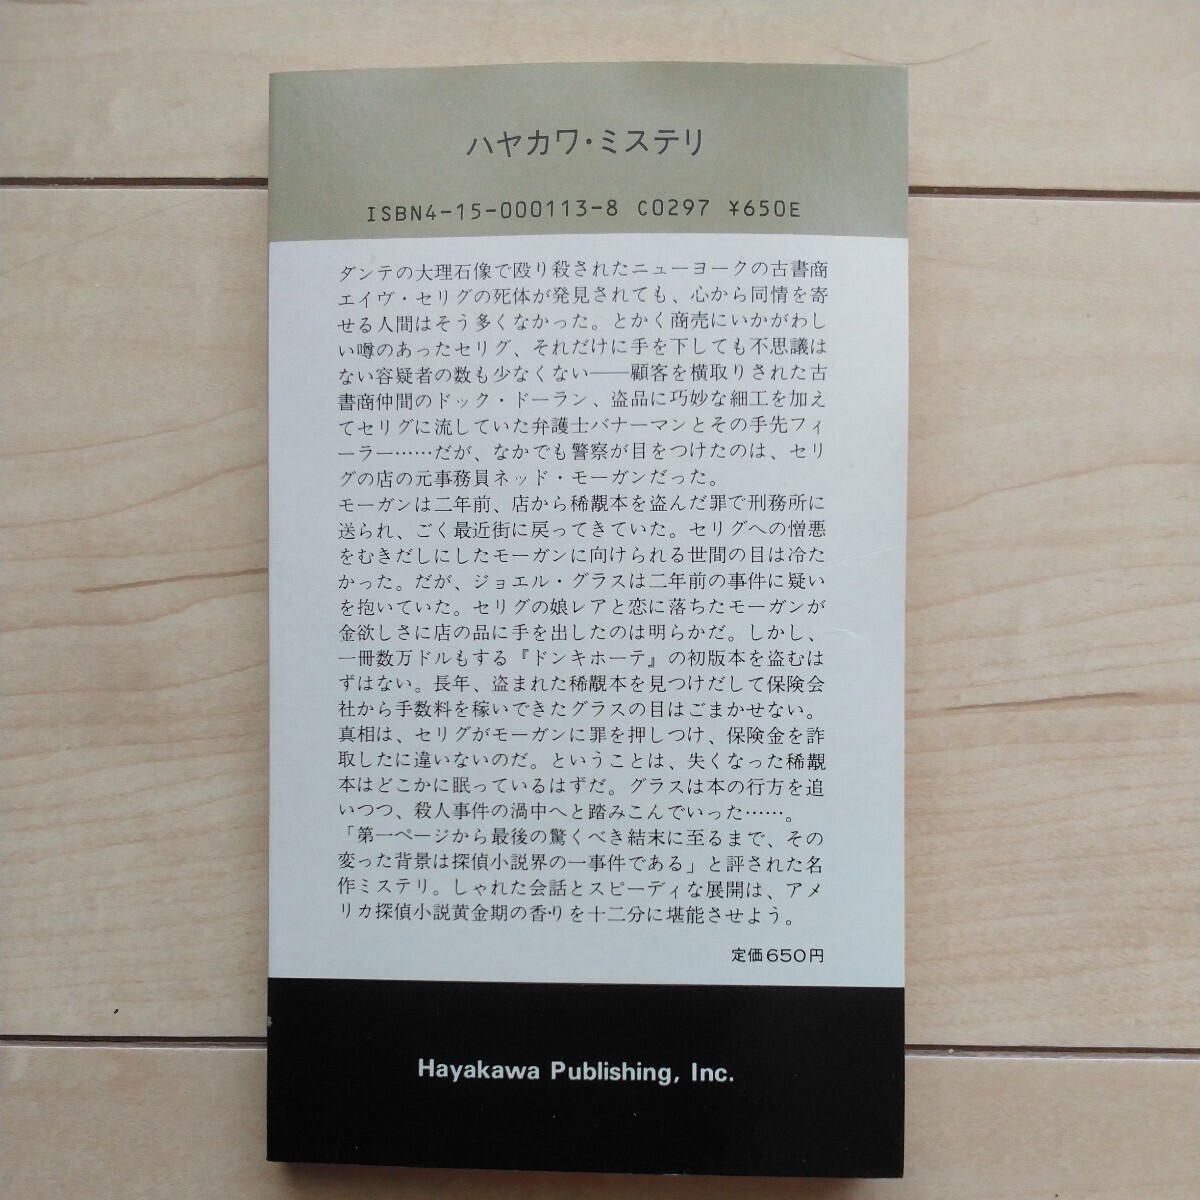 ハヤカワ・ミステリ
ISBN4-15-000113-8 C0297 ¥650E
ダンテの大理石像で殴り殺されたニューヨークの古書商
エイヴ・セリグの死体が発見されても、心から同情を寄
せる人間はそう多くなかった。とかく商売にいかがわし
い噂のあったセリグ、それだけに手を下しても不思議は
ない容疑者の数も少なくない──顧客を横取りされた古
書商仲間のドック・ドーラン、盗品に巧妙な細工を加え
てセリグに流していた弁護士バナーマンとその手先フィ
ーラー……だが、なかでも警察が目をつけたのは、セリ
グの店の元事務員ネッド・モーガンだった。
モーガンは二年前、店から稀覯本を盗んだ罪で刑務所に
送られ、ごく最近街に戻ってきていた。セリグへの憎悪
をむきだしにしたモーガンに向けられる世間の目は冷た
かった。だが、ジョエル・グラスは二年前の事件に疑い
を抱いていた。セリグの娘レアと恋に落ちたモーガンが
金欲しさに店の品に手を出したのは明らかだ。しかし、
一冊数万ドルもする『ドンキホーテ』の初版本を盗むは
ずはない。長年、盗まれた稀覯本を見つけだして保険会
社から手数料を稼いできたグラスの目はごまかせない。
真相は、セリグがモーガンに罪を押しつけ、保険金を詐
取したに違いないのだ。ということは、失くなった稀覯
本はどこかに眠っているはずだ。グラスは本の行方を追
いつつ、殺人事件の渦中へと踏みこんでいった……。
「第一ページから最後の驚くべき結末に至るまで、その
変った背景は探偵小説界の一事件である」と評された名
作ミステリ。しゃれた会話とスピーディな展開は、アメ
リカ探偵小説黄金期の香りを十二分に堪能させよう。
定価650円
Hayakawa Publishing, Inc.